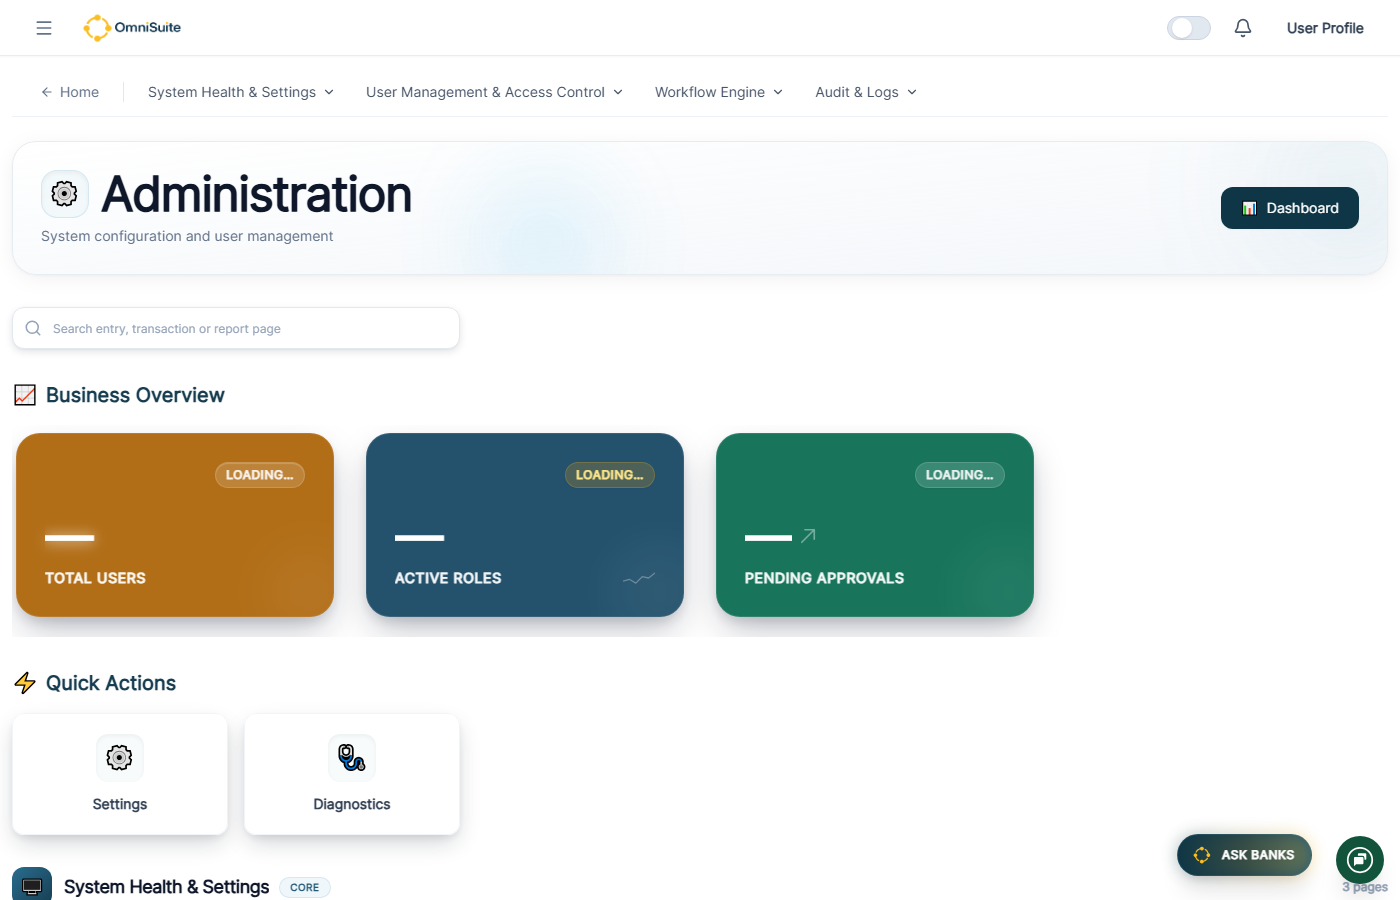 OmniSuite
User Profile
Home
System Health & Settings
User Management & Access Control
Workflow Engine
Audit & Logs
Administration
System configuration and user management
Dashboard
Search entry, transaction or report page
Business Overview
LOADING...
TOTAL USERS
LOADING...
ACTIVE ROLES
LOADING...
PENDING APPROVALS
Quick Actions
Settings
Diagnostics
ASK BANKS
System Health & Settings
CORE
3 pages